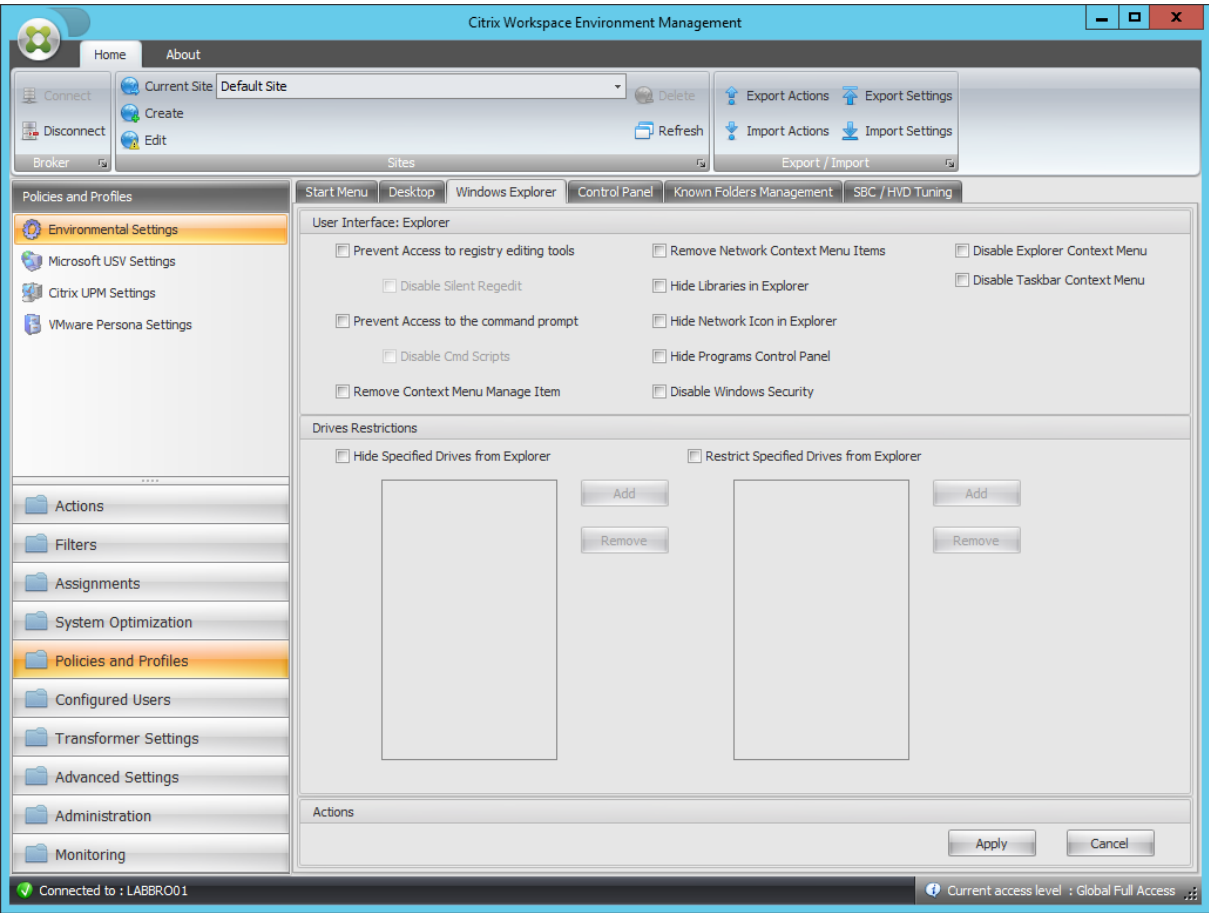 Citrix Workspace Environment Management
Home About
Connect
Disconnect
Broker
Current Site Default Site
Create
Edit
Delete
Refresh
Sites
Export Actions Export Settings
Import Actions Import Settings
Export / Import
Policies and Profiles
Environmental Settings
Microsoft USV Settings
Citrix UPM Settings
VMware Persona Settings
Actions
Filters
Assignments
System Optimization
Policies and Profiles
Configured Users
Transformer Settings
Advanced Settings
Administration
Monitoring
Start Menu Desktop Windows Explorer Control Panel Known Folders Management SBC / HVD Tuning
User Interface: Explorer
Prevent Access to registry editing tools Remove Network Context Menu Items Disable Explorer Context Menu
Disable Silent Regedit Hide Libraries in Explorer Disable Taskbar Context Menu
Prevent Access to the command prompt Hide Network Icon in Explorer
Disable Cmd Scripts Hide Programs Control Panel
Remove Context Menu Manage Item Disable Windows Security
Drives Restrictions
Hide Specified Drives from Explorer Restrict Specified Drives from Explorer
Add Add
Remove Remove
Actions
Apply Cancel
Connected to : LABBRO01 Current access level : Global Full Access